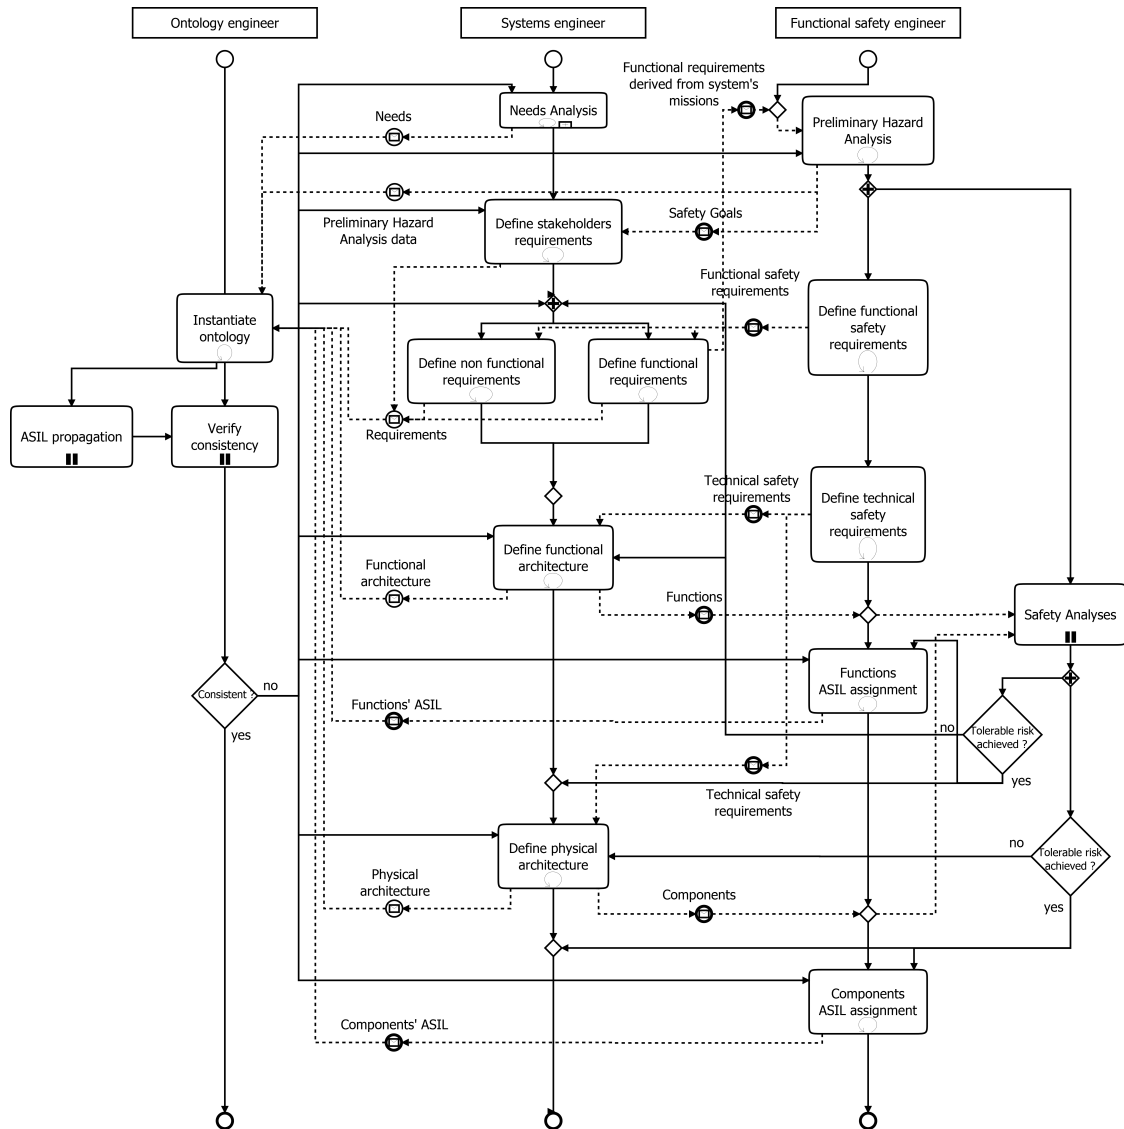 Ontology engineer
Systems engineer
Functional safety engineer
Functional requirements
derived from system's
missions
Needs Analysis
Needs
Preliminary Hazard
Analysis
Preliminary Hazard
Analysis data
Define stakeholders
requirements
Safety Goals
Functional safety
requirements
Instantiate
ontology
Define functional
safety
requirements
Define non functional
requirements
Define functional
requirements
ASIL propagation
Verify
consistency
Requirements
Technical safety
requirements
Define technical
safety
requirements
Define functional
architecture
Functional
architecture
Functions
Safety Analyses
Functions
ASIL assignment
Consistent ?
no
yes
Functions' ASIL
no
Tolerable risk
achieved ?
yes
Technical safety
requirements
Define physical
architecture
no
Tolerable risk
achieved ?
yes
Physical
architecture
Components
Components
ASIL assignment
Components' ASIL